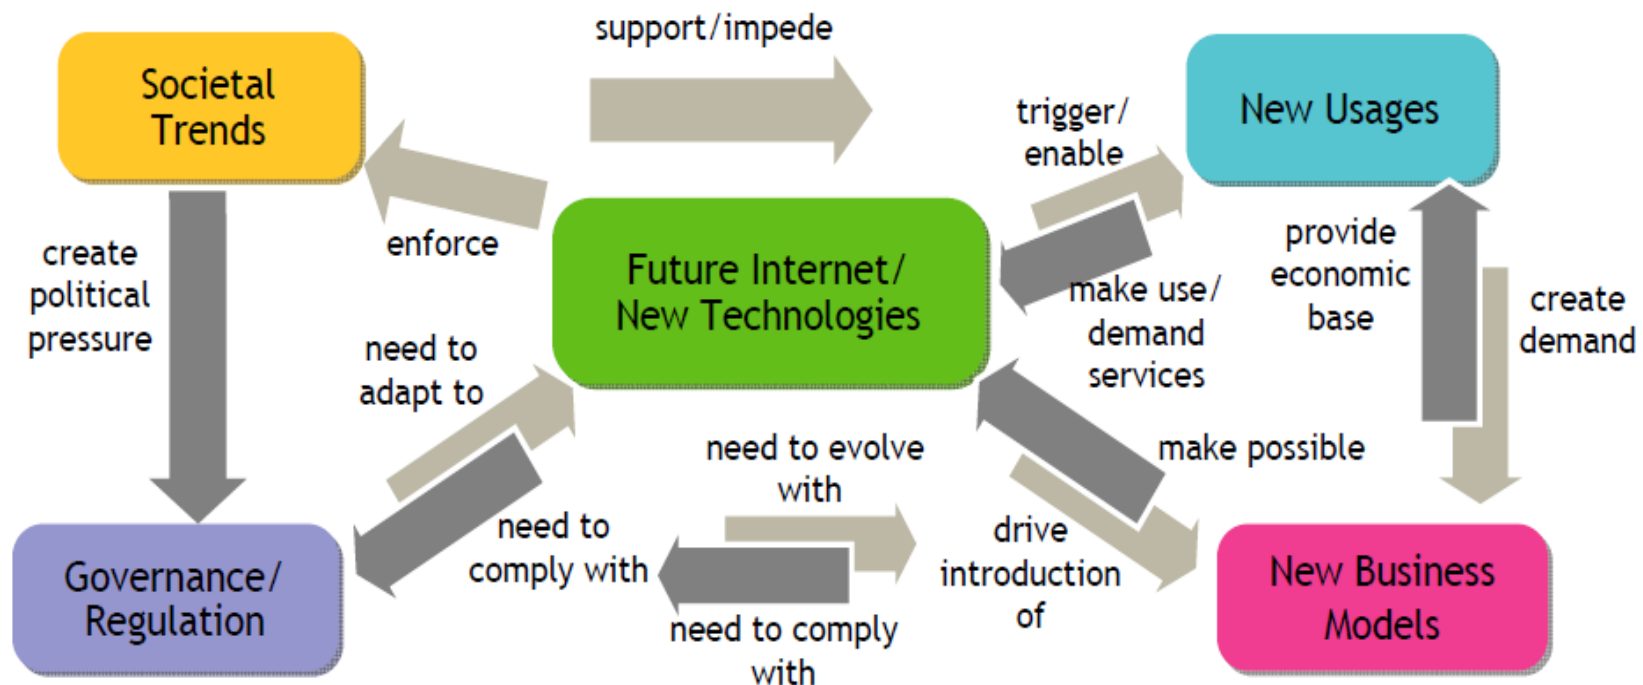 support/impede
Societal
Trends
trigger/
enable
New Usages
enforce
create
political
pressure
Future Internet/
New Technologies
provide
economic
base
make use/
demand
services
create
demand
need to
adapt to
need to evolve
with
make possible
need to
comply with
drive
introduction
of
Governance/
Regulation
need to comply
with
New Business
Models